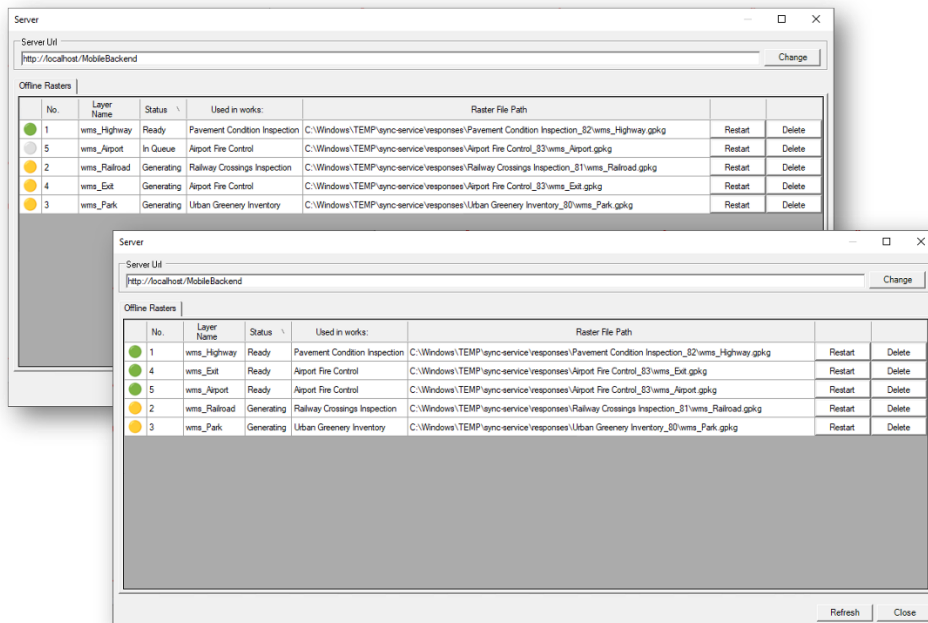 Server
Server Url
http://localhost/MobileBackend Change
Offline Rasters
No. Layer Name Status Used in works: Raster File Path
1 wms_Highway Ready Pavement Condition Inspection C:\Windows\TEMP\sync-service\responses\Pavement Condition Inspection_82\wms_Highway.gpkg Restart Delete
5 wms_Airport In Queue Airport Fire Control C:\Windows\TEMP\sync-service\responses\Airport Fire Control_83\wms_Airport.gpkg Restart Delete
2 wms_Railroad Generating Railway Crossings Inspection C:\Windows\TEMP\sync-service\responses\Railway Crossings Inspection_81\wms_Railroad.gpkg Restart Delete
4 wms_Exit Generating Airport Fire Control C:\Windows\TEMP\sync-service\responses\Airport Fire Control_83\wms_Exit.gpkg Restart Delete
3 wms_Park Generating Urban Greenery Inventory C:\Windows\TEMP\sync-service\responses\Urban Greenery Inventory_80\wms_Park.gpkg Restart Delete
Server
Server Url
http://localhost/MobileBackend Change
Offline Rasters
No. Layer Name Status Used in works: Raster File Path
1 wms_Highway Ready Pavement Condition Inspection C:\Windows\TEMP\sync-service\responses\Pavement Condition Inspection_82\wms_Highway.gpkg Restart Delete
4 wms_Exit Ready Airport Fire Control C:\Windows\TEMP\sync-service\responses\Airport Fire Control_83\wms_Exit.gpkg Restart Delete
5 wms_Airport Ready Airport Fire Control C:\Windows\TEMP\sync-service\responses\Airport Fire Control_83\wms_Airport.gpkg Restart Delete
2 wms_Railroad Generating Railway Crossings Inspection C:\Windows\TEMP\sync-service\responses\Railway Crossings Inspection_81\wms_Railroad.gpkg Restart Delete
3 wms_Park Generating Urban Greenery Inventory C:\Windows\TEMP\sync-service\responses\Urban Greenery Inventory_80\wms_Park.gpkg Restart Delete
Refresh Close